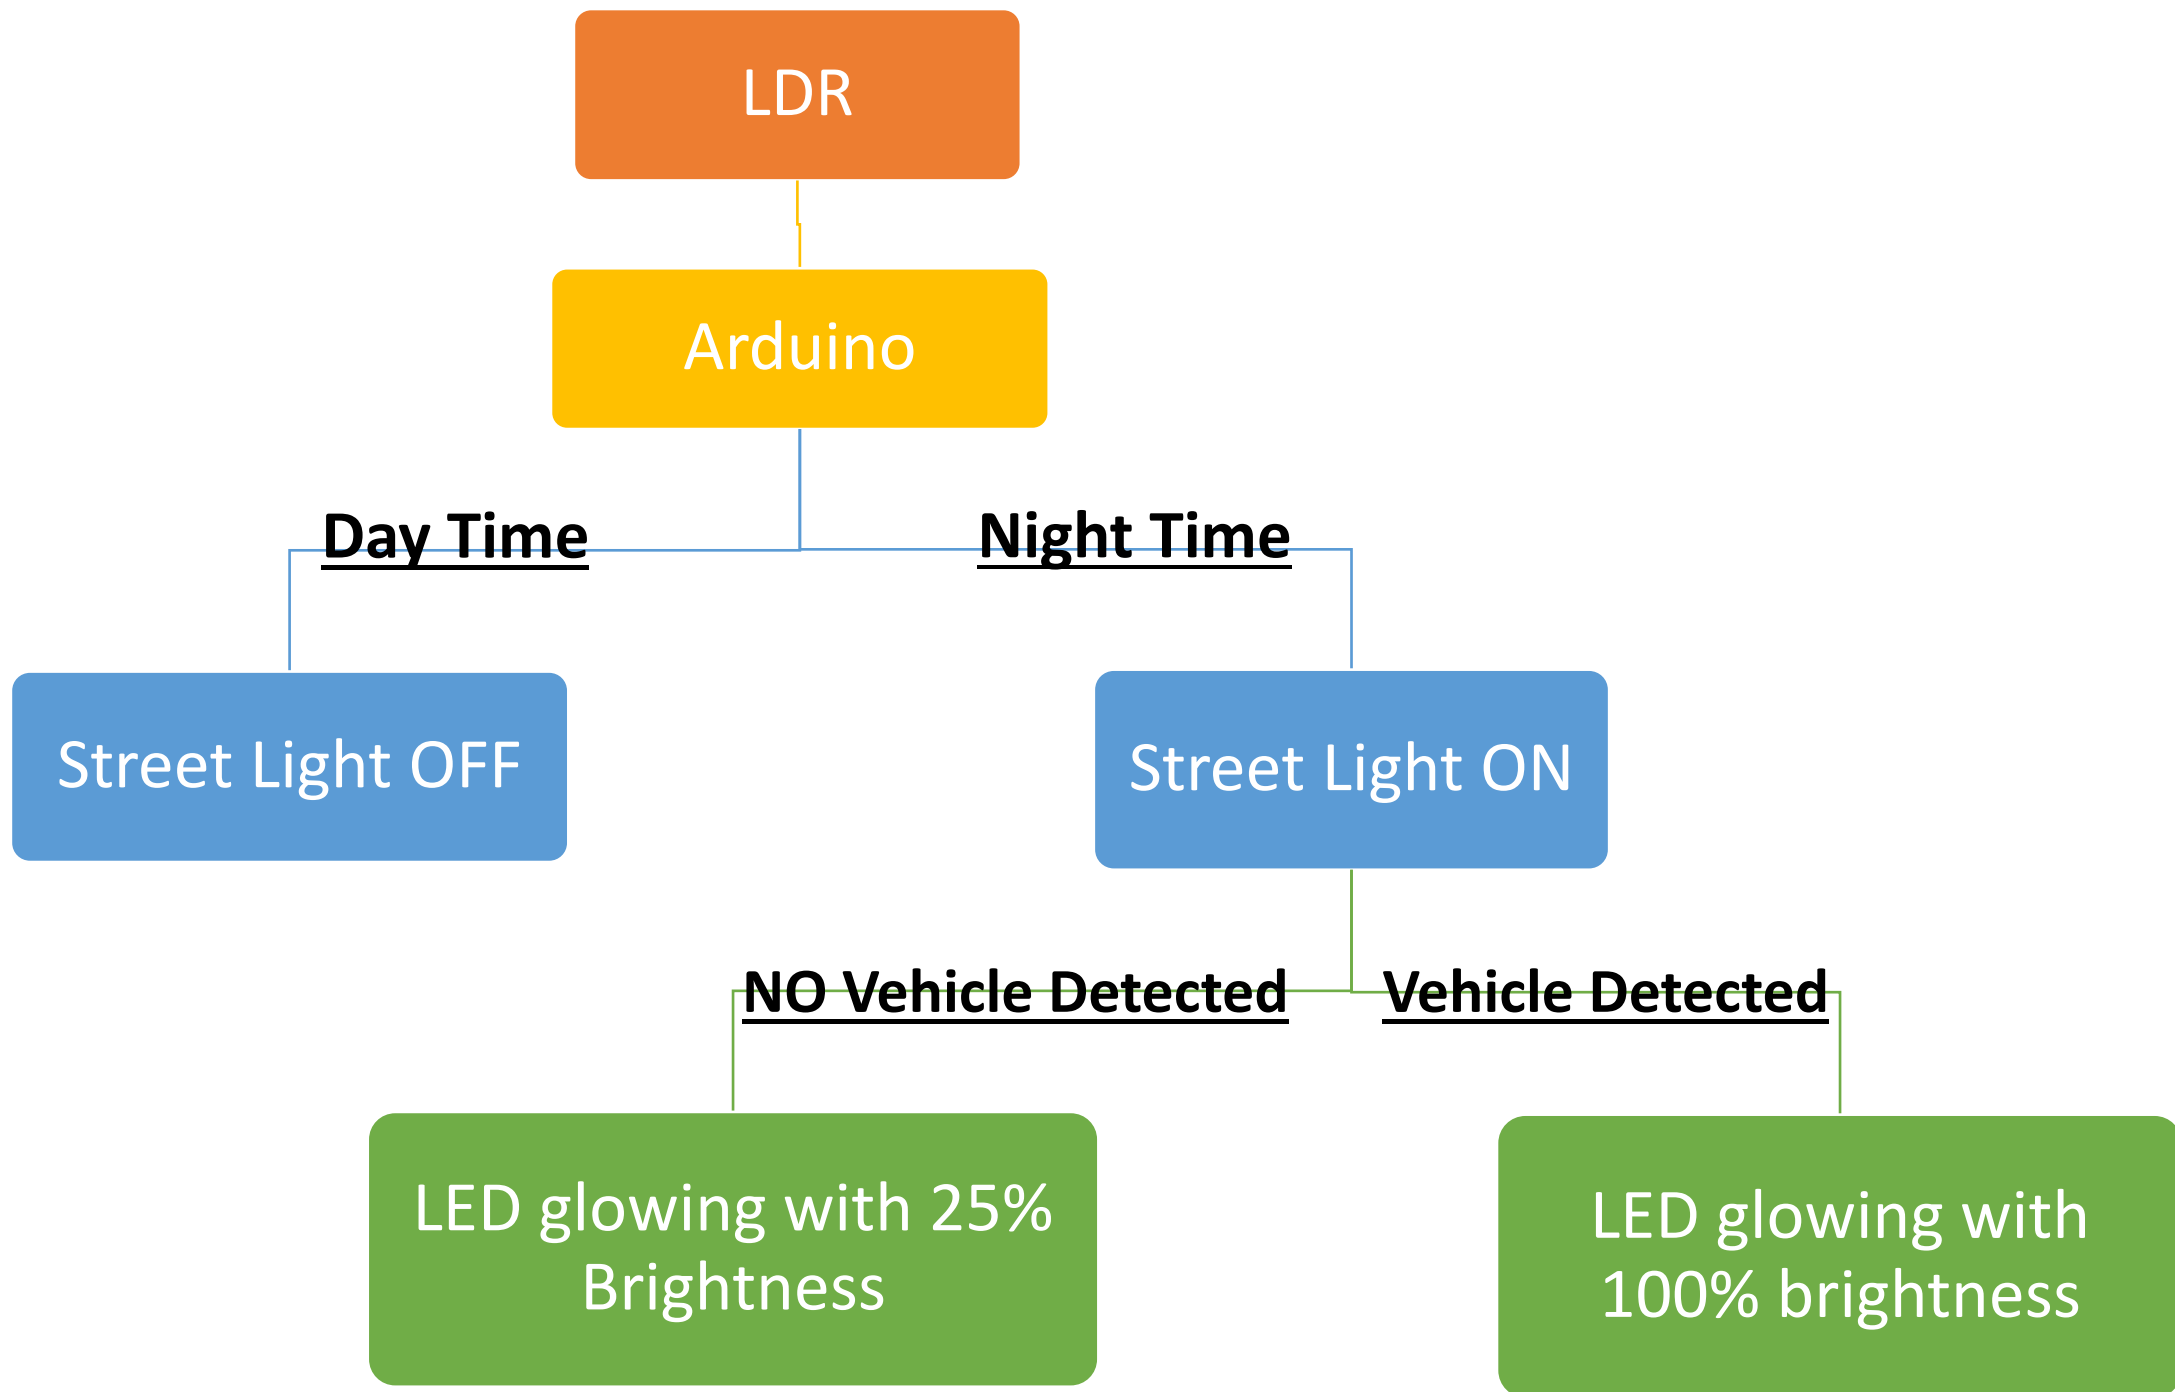 LDR
Arduino
Day Time
Night Time
Street Light OFF
Street Light ON
NO Vehicle Detected
Vehicle Detected
LED glowing with 25%
Brightness
LED glowing with
100% brightness